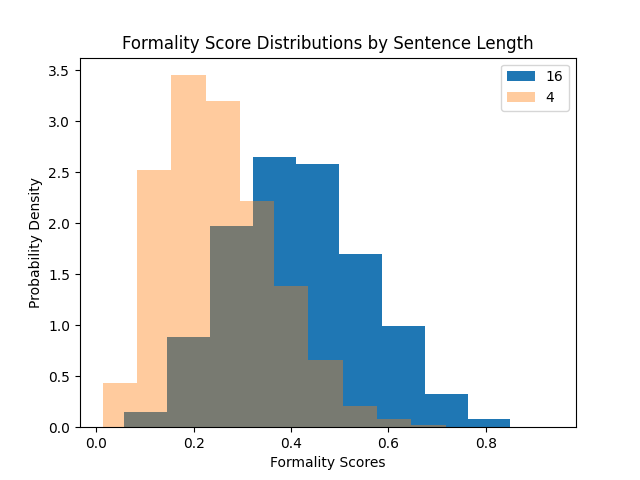 Formality Score Distributions by Sentence Length
16
4
3.5
3.0
2.5
2.0
1.5
1.0
0.5
0.0
Probability Density
0.0 0.2 0.4 0.6 0.8
Formality Scores